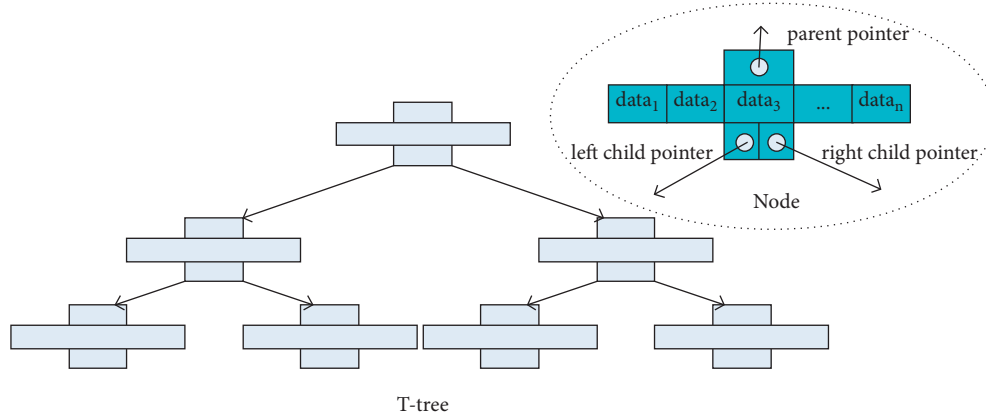 parent pointer
data₁ data₂ data₃ ... dataₙ
left child pointer right child pointer
Node
T-tree